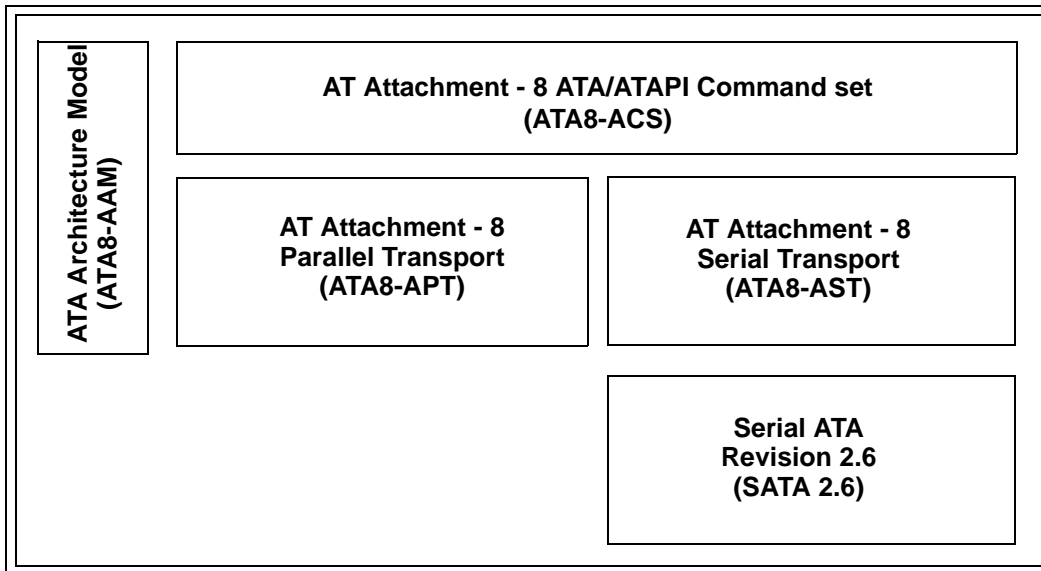 ATA Architecture Model
(ATA8-AAM)
AT Attachment - 8 ATA/ATAPI Command set
(ATA8-ACS)
AT Attachment - 8
Parallel Transport
(ATA8-APT)
AT Attachment - 8
Serial Transport
(ATA8-AST)
Serial ATA
Revision 2.6
(SATA 2.6)